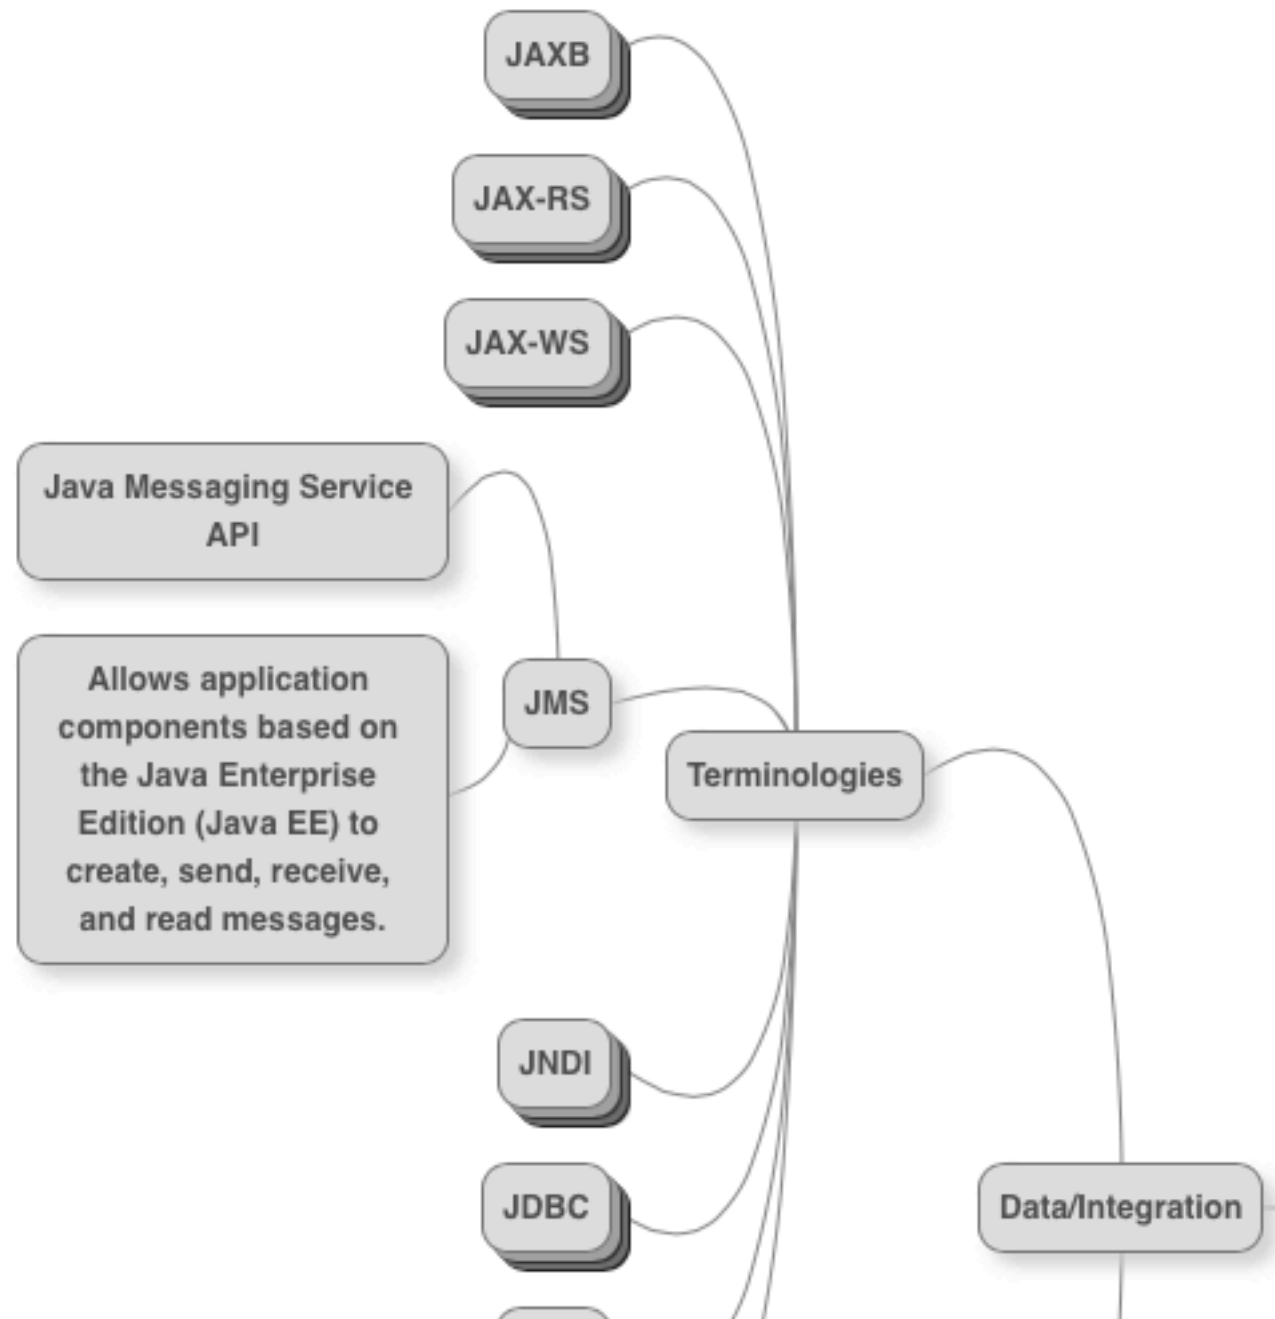 JAXB
JAX-RS
JAX-WS
Java Messaging Service
API
Allows application
components based on
the Java Enterprise
Edition (Java EE) to
create, send, receive,
and read messages.
JMS
Terminologies
JNDI
JDBC
Data/Integration